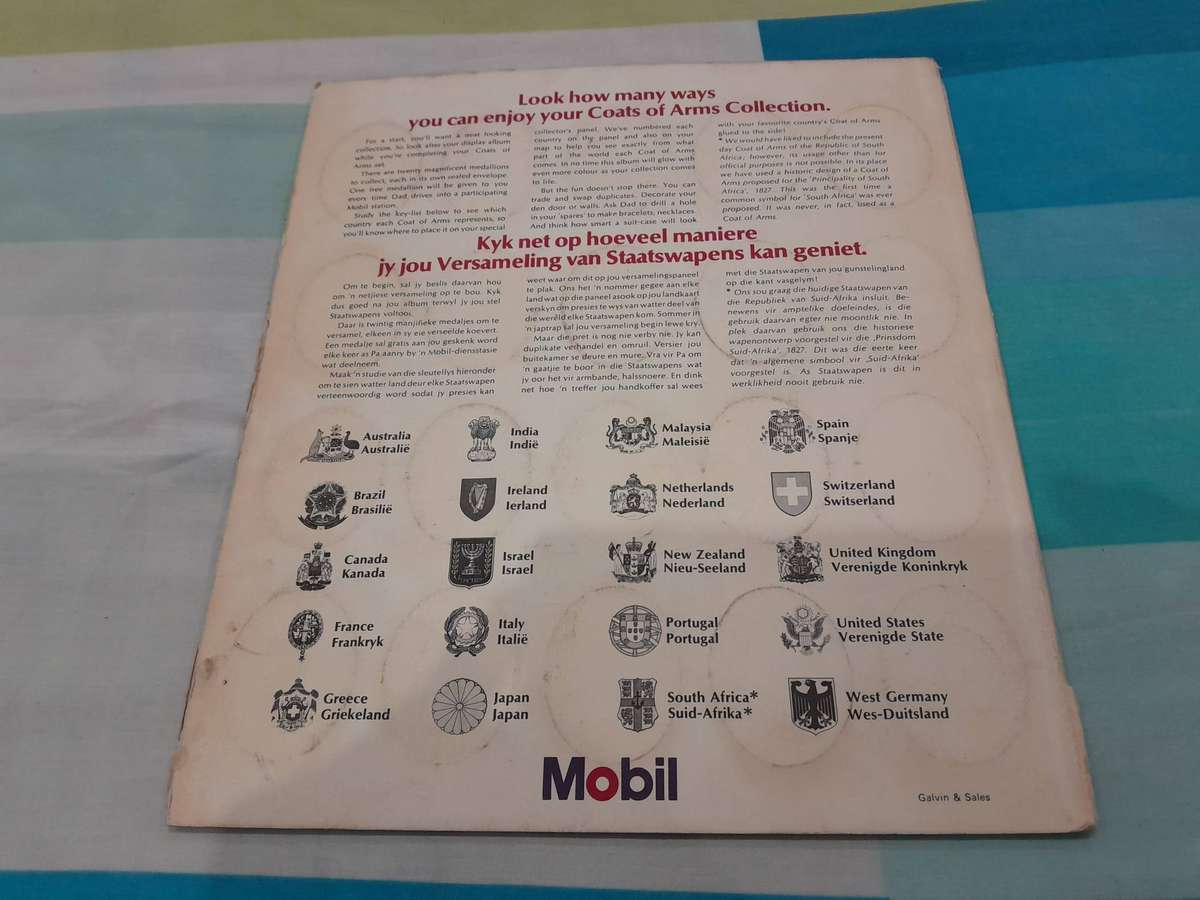 Look how many ways
you can enjoy your Coats of Arms Collection.
For a start, you'll want a neat looking
collection. So look after your display album
while you're completing your Coats of
Arms set.
There are twenty magnificent medallions
to collect, each in its own sealed envelope.
One free medallion will be given to you
every time Dad drives into a participating
Mobil station.
Study the key-list below to see which
country each Coat of Arms represents, so
you'll know where to place it on your special
collector's panel. We've numbered each
country on the panel and also on your
map to help you see exactly from what
part of the world each Coat of Arms
comes. In no time this album will glow with
even more colour as your collection comes
to life.
But the fun doesn't stop there. You can
trade and swap duplicates. Decorate your
den door or walls. Ask Dad to drill a hole
in your 'spares' to make bracelets, necklaces.
And think how smart a suit-case will look
with your favourite country's Coat of Arms
glued to the side!
* We would have liked to include the present
day Coat of Arms of the Republic of South
Africa; however, its usage other than for
official purposes is not possible. In its place
we have used a historic design of a Coat of
Arms proposed for the 'Principality of South
Africa', 1827. This was the first time a
common symbol for 'South Africa' was ever
proposed. It was never, in fact, used as a
Coat of Arms.
Kyk net op hoeveel maniere
jy jou Versameling van Staatswapens kan geniet.
Om te begin, sal jy beslis daarvan hou
om 'n netjiese versameling op te bou. Kyk
dus goed na jou album terwyl jy jou stel
Staatswapens voltooi.
Daar is twintig manjifieke medaljes om te
versamel, elkeen in sy eie verseëlde koevert.
Een medalje sal gratis aan jou geskenk word
elke keer as Pa aanry by 'n Mobil-diensstasie
wat deelneem.
Maak 'n studie van die sleutellys hieronder
om te sien watter land deur elke Staatswapen
verteenwoordig word sodat jy presies kan
weet waar om dit op jou versamelingspaneel
te plak. Ons het 'n nommer gegee aan elke
land wat op die paneel asook op jou landkaart
verskyn om presies te wys van watter deel van
die wêreld elke Staatswapen kom. Sommer in
'n japtrap sal jou versameling begin lewe kry.
Maar die pret is nog nie verby nie. Jy kan
duplikate verhandel en omruil. Versier jou
buitekamer se deure en mure. Vra vir Pa om
'n gaatjie te boor in die Staatswapens wat
jy oor het vir armbande, halssnoere. En dink
net hoe 'n treffer jou handkoffer sal wees
met die Staatswapen van jou gunstelingland
op die kant vasgelym!
* Ons sou graag die huidige Staatswapen van
die Republiek van Suid-Afrika insluit. Be-
newens vir amptelike doeleindes, is die
gebruik daarvan egter nie moontlik nie. In
plek daarvan gebruik ons die historiese
wapenontwerp voorgestel vir die ‚Prinsdom
Suid-Afrika', 1827. Dit was die eerste keer
dat 'n algemene simbool vir ‚Suid-Afrika'
voorgestel is. As Staatswapen is dit in
werklikheid nooit gebruik nie.
Australia
Australië
India
Indië
Malaysia
Maleisië
Spain
Spanje
Brazil
Brasilië
Ireland
Ierland
Netherlands
Nederland
Switzerland
Switserland
Canada
Kanada
Israel
Israel
New Zealand
Nieu-Seeland
United Kingdom
Verenigde Koninkryk
France
Frankryk
Italy
Italië
Portugal
Portugal
United States
Verenigde State
Greece
Griekeland
Japan
Japan
South Africa*
Suid-Afrika*
West Germany
Wes-Duitsland
Mobil
Galvin & Sales